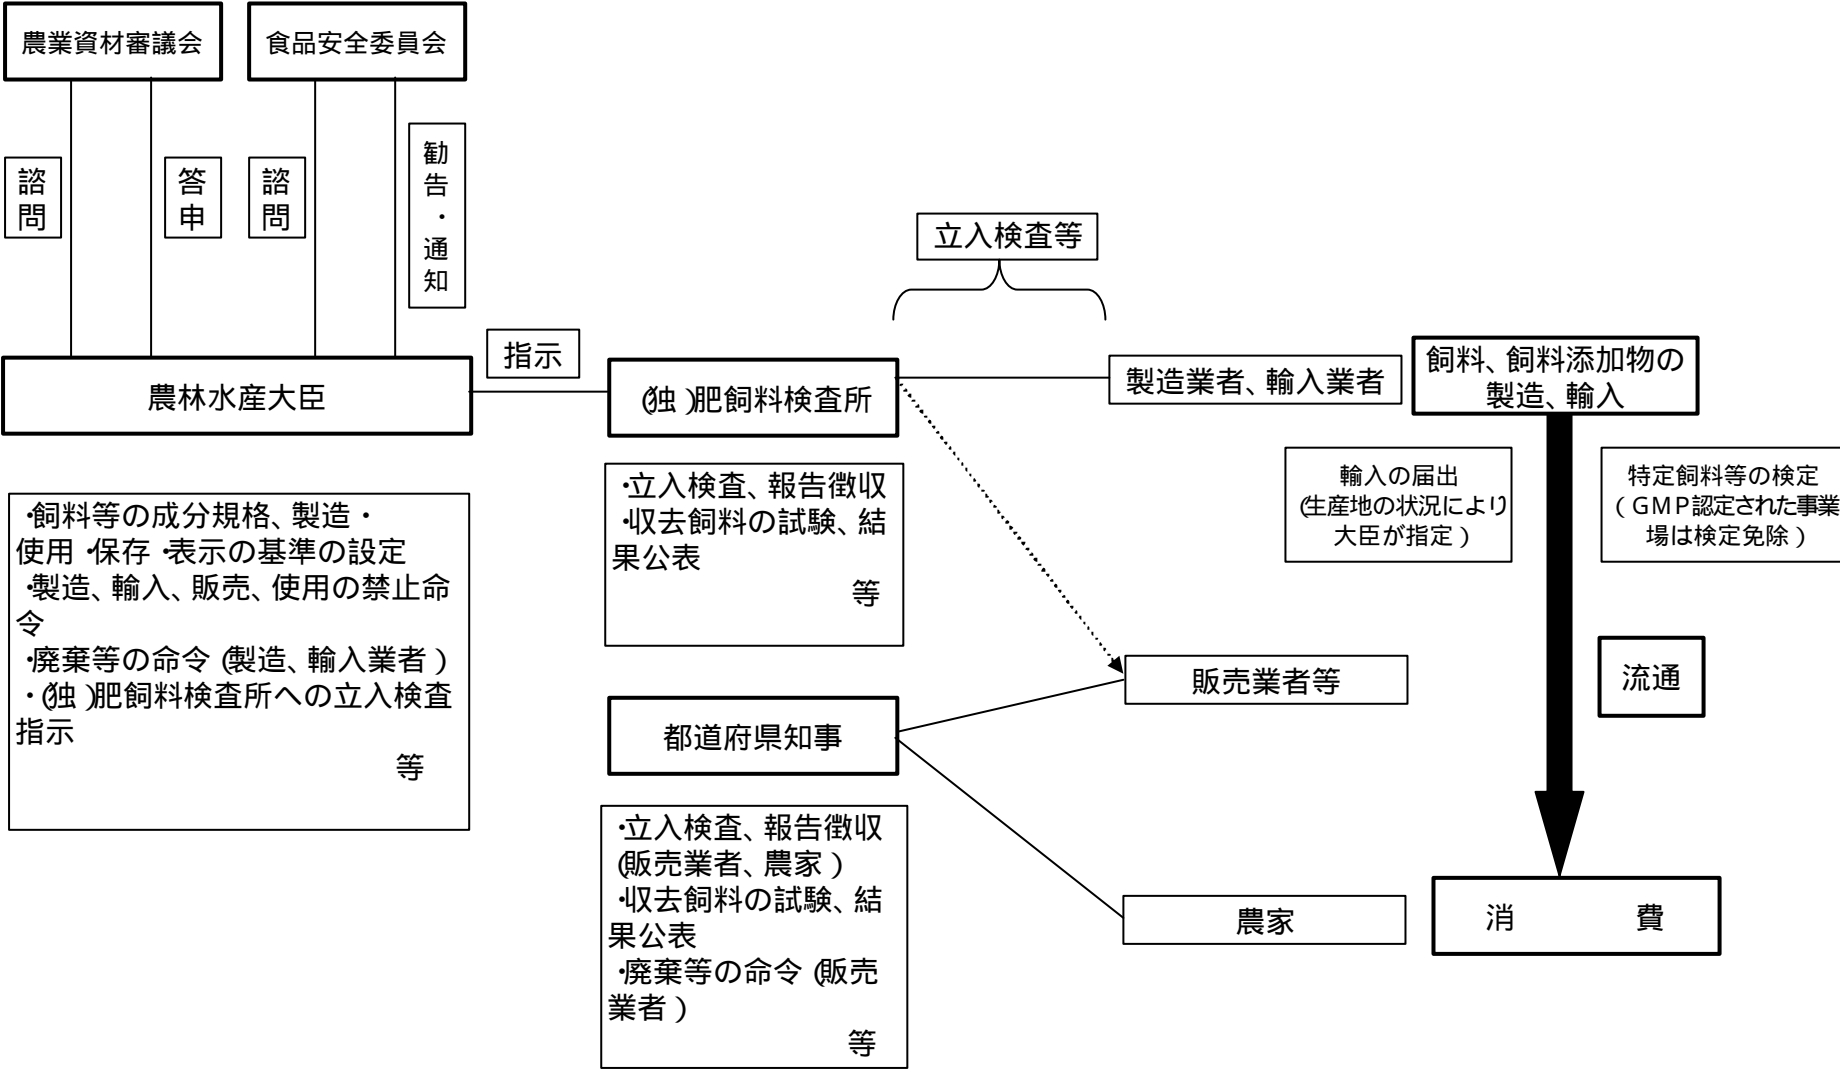 農業資材審議会
食品安全委員会
諮問
答申
諮問
勧告・通知
農林水産大臣
指示
(独)肥飼料検査所
立入検査等
製造業者、輸入業者
飼料、飼料添加物の
製造、輸入
・飼料等の成分規格、製造・
使用・保存・表示の基準の設定
・製造、輸入、販売、使用の禁止命
令
・廃棄等の命令(製造、輸入業者)
・(独)肥飼料検査所への立入検査
指示
等
・立入検査、報告徴収
・収去飼料の試験、結
果公表
等
輸入の届出
(生産地の状況により
大臣が指定)
特定飼料等の検定
(GMP認定された事業
場は検定免除)
販売業者等
流通
都道府県知事
・立入検査、報告徴収
(販売業者、農家)
・収去飼料の試験、結
果公表
・廃棄等の命令(販売
業者)
等
農家
消 費